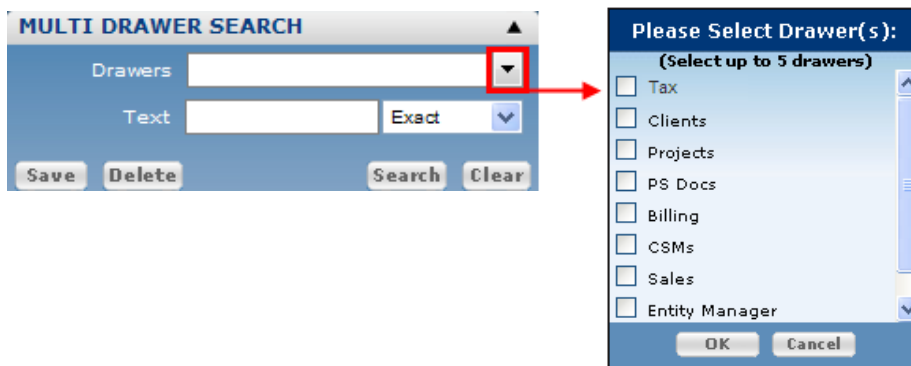 MULTI DRAWER SEARCH
Drawers
Text Exact
Save Delete Search Clear
Please Select Drawer(s):
(Select up to 5 drawers)
Tax
Clients
Projects
PS Docs
Billing
CSMs
Sales
Entity Manager
OK Cancel